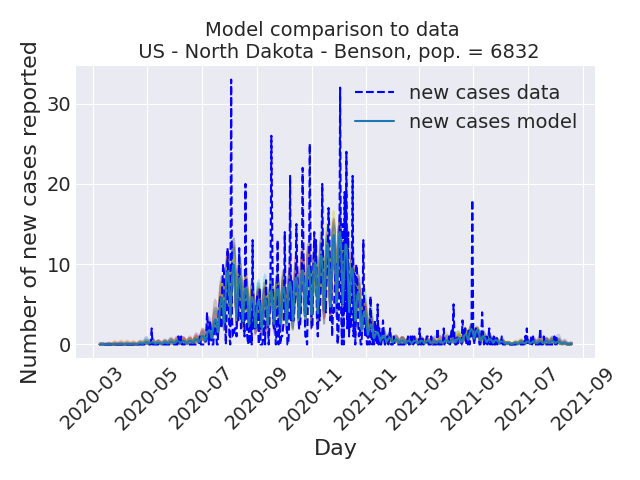 Model comparison to data
US - North Dakota - Benson, pop. = 6832
Number of new cases reported
30
20
10
0
new cases data
new cases model
2020-03
2020-05
2020-07
2020-09
2020-11
2021-01
2021-03
2021-05
2021-07
2021-09
Day